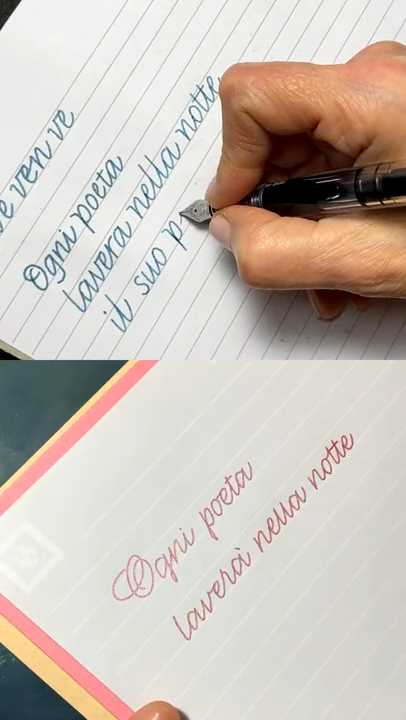 e ven ve
Ogni poeta
laverà nella notte
il suo p
Ogni poeta
laverà nella notte